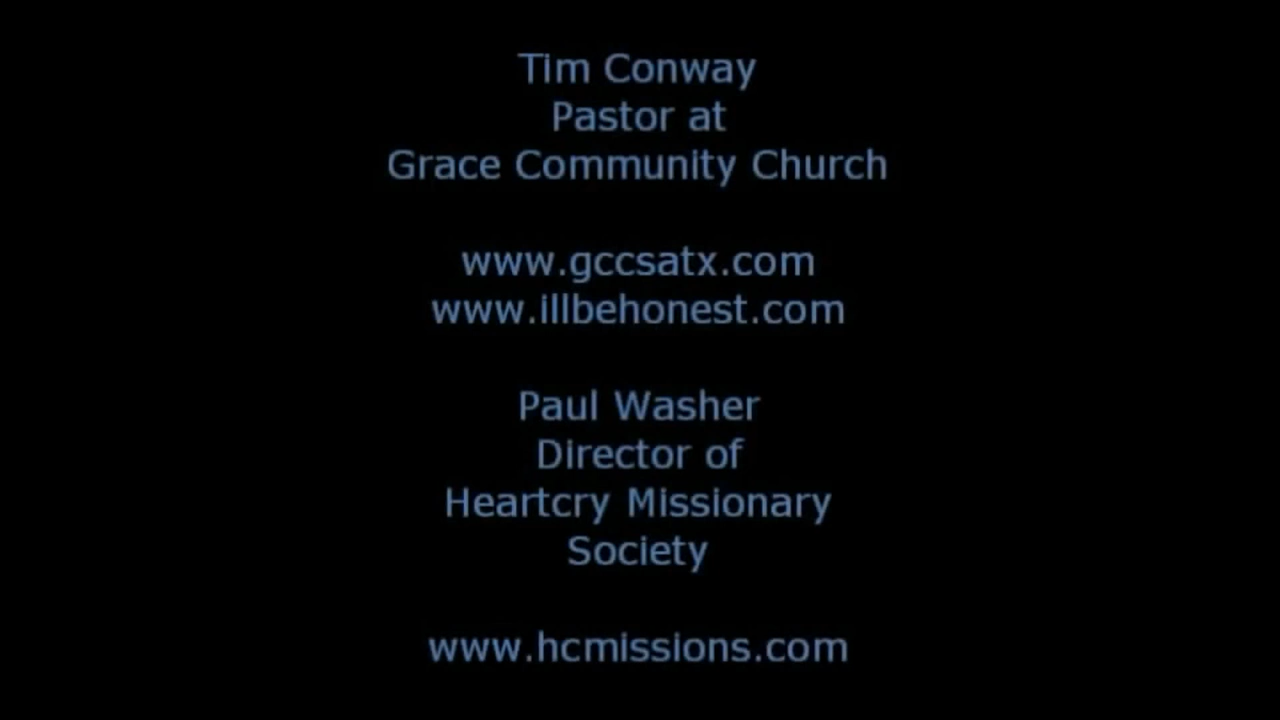 Tim Conway
Pastor at
Grace Community Church
www.gccsatx.com
www.illbehonest.com
Paul Washer
Director of
Heartcry Missionary
Society
www.hcmissions.com